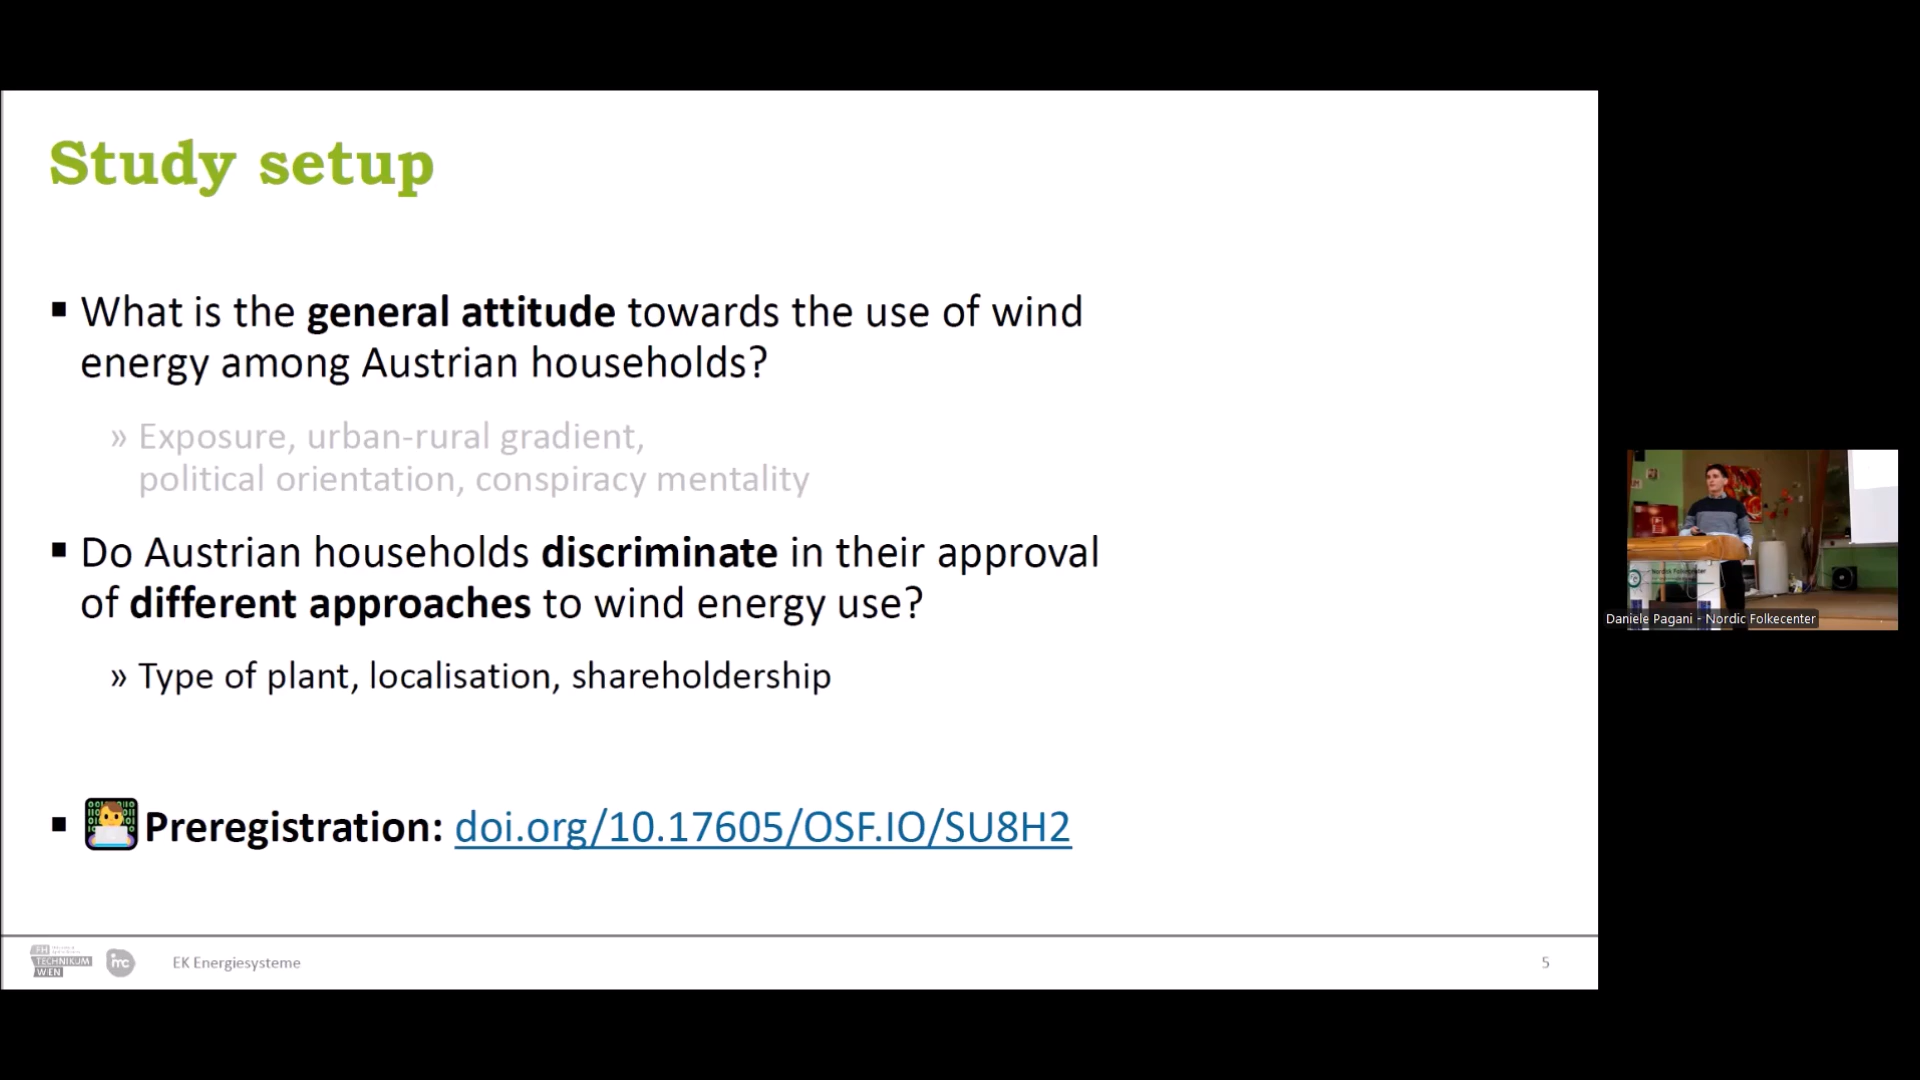 Study setup
What is the general attitude towards the use of wind
energy among Austrian households?
» Exposure, urban-rural gradient,
political orientation, conspiracy mentality
Do Austrian households discriminate in their approval
of different approaches to wind energy use?
» Type of plant, localisation, shareholdership
Preregistration: doi.org/10.17605/OSF.IO/SU8H2
Daniele Pagani - Nordic Folkecenter
TECHNIKUM
WIEN
EK Energiesysteme
5